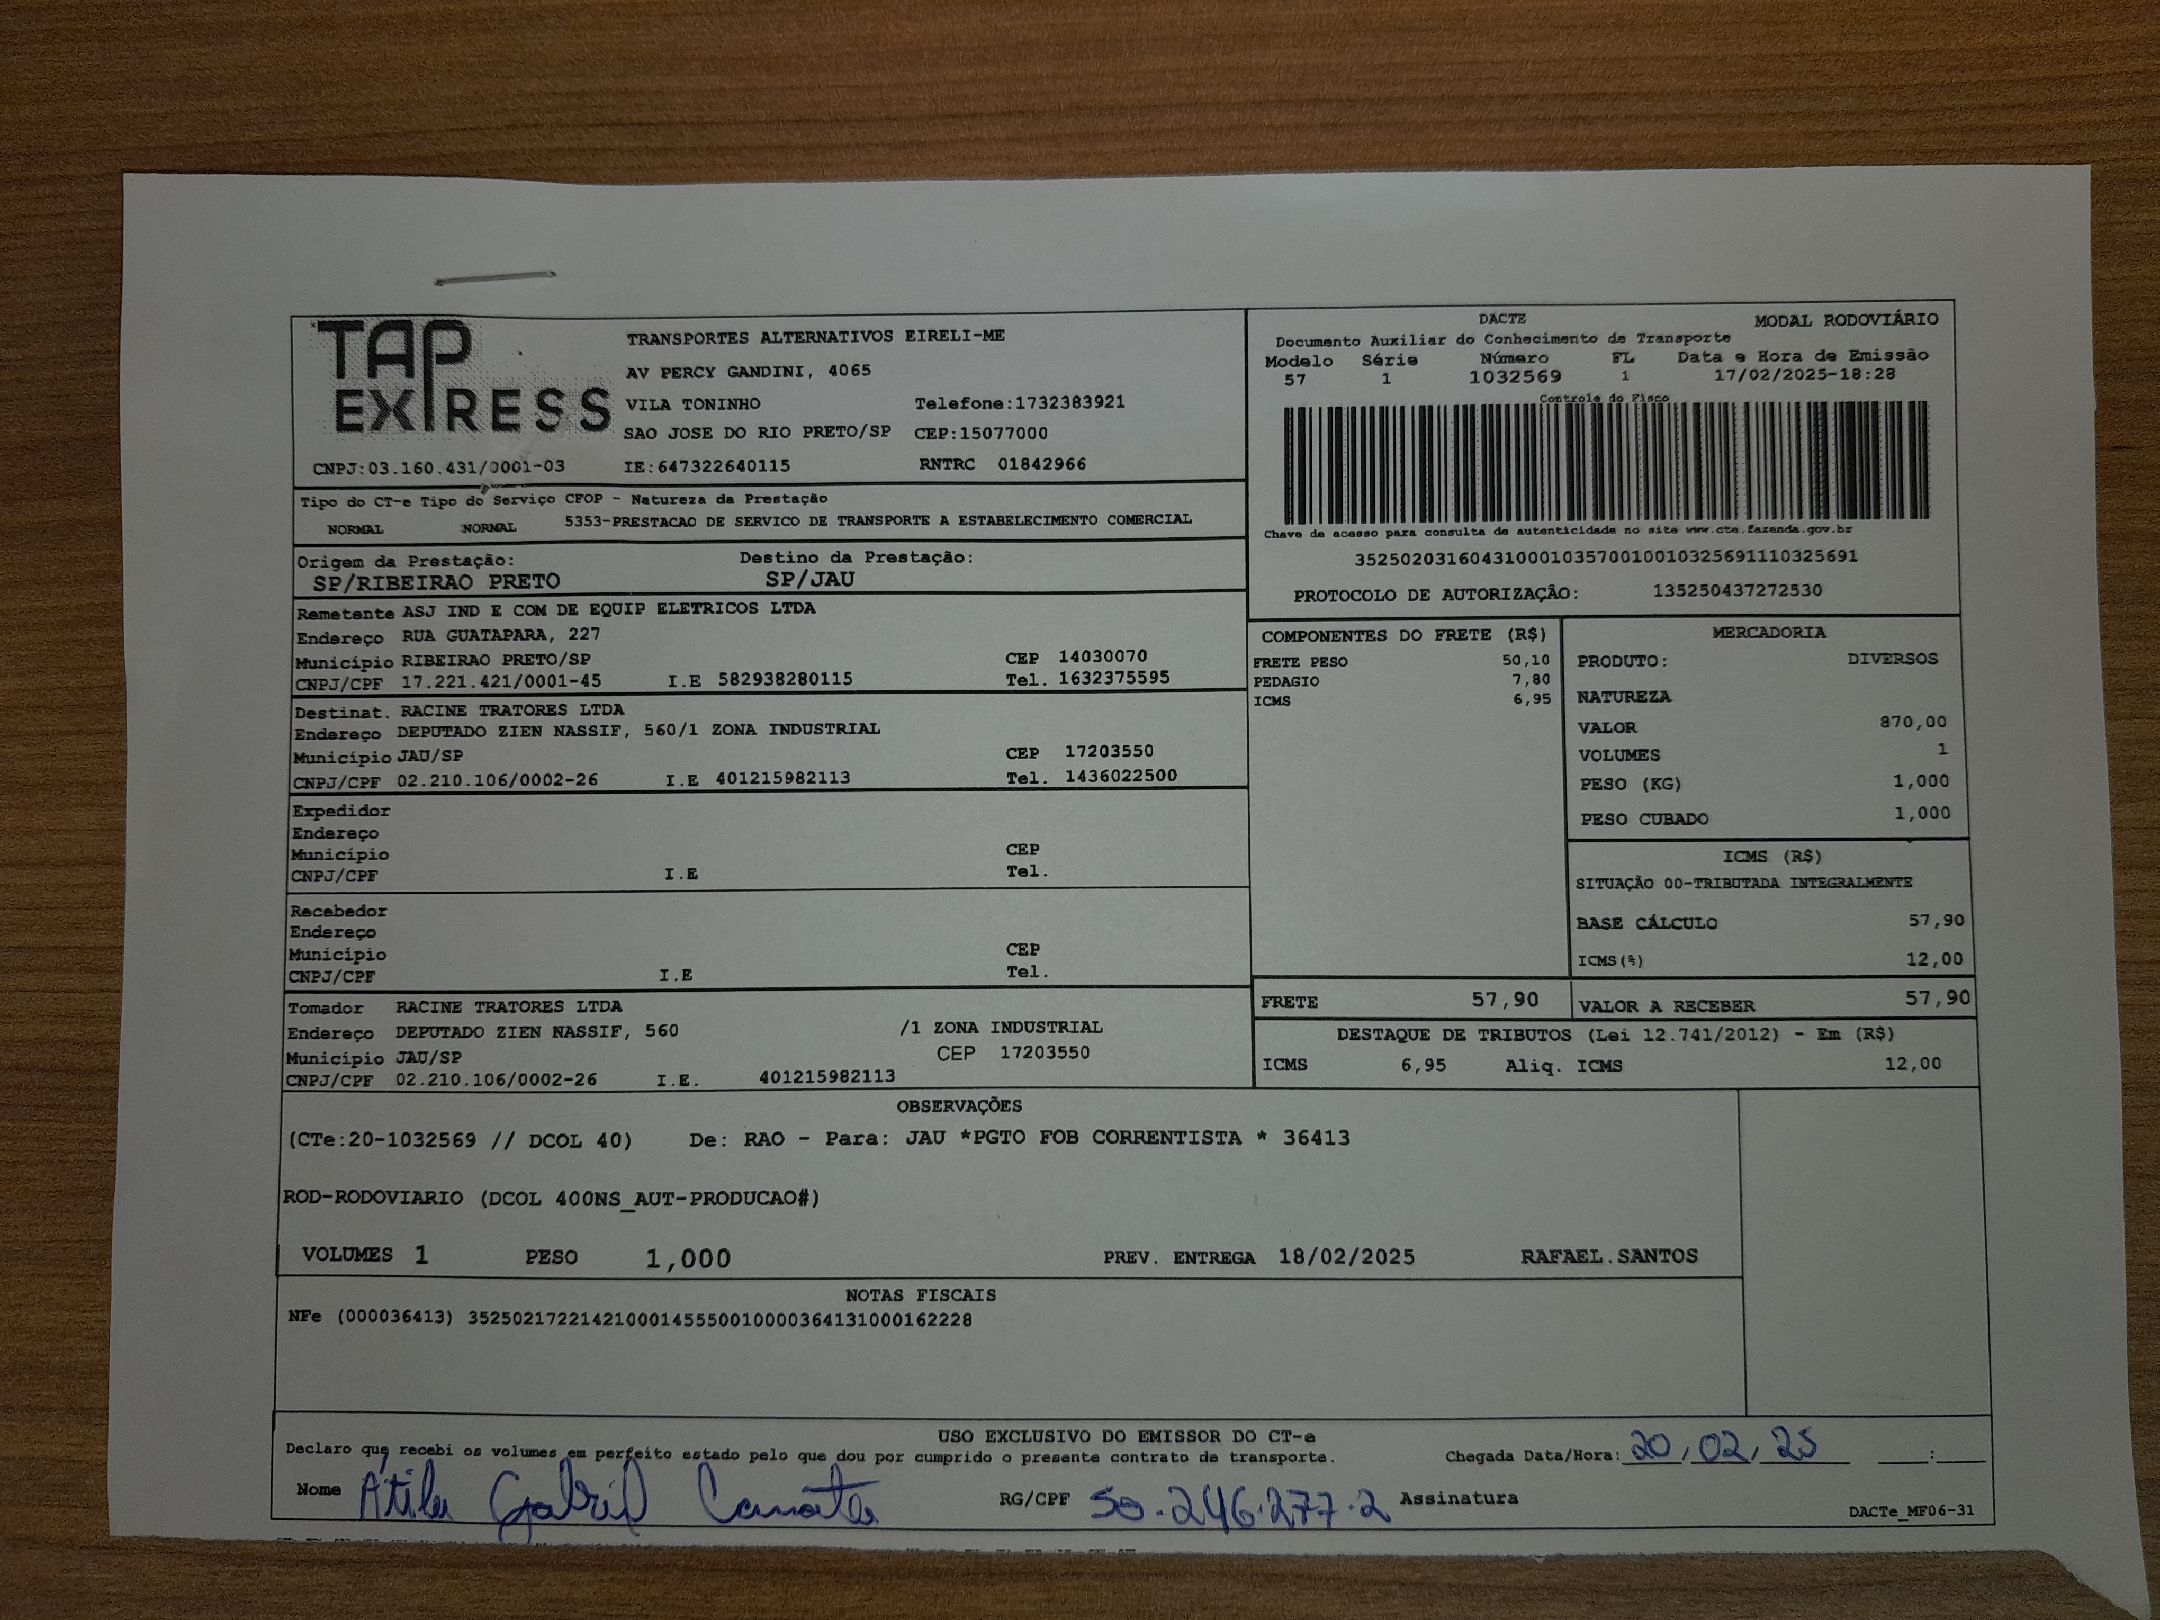 TAP EXPRESS
TRANSPORTES ALTERNATIVOS EIRELI-ME
AV PERCY GANDINI, 4065
VILA TONINHO Telefone:1732383921
SAO JOSE DO RIO PRETO/SP CEP:15077000
CNPJ:03.160.431/0001-03 IE:647322640115 RNTRC 01842966
DACTE MODAL RODOVIÁRIO
Documento Auxiliar do Conhecimento de Transporte
Modelo Série Número FL Data e Hora de Emissão
57 1 1032569 1 17/02/2025-18:28
Controle do Fisco
Chave de acesso para consulta de autenticidade no site www.cte.fazenda.gov.br
35250203160431000103570010010325691110325691
PROTOCOLO DE AUTORIZAÇÃO: 135250437272530
Tipo do CT-e Tipo do Serviço CFOP - Natureza da Prestação
NORMAL NORMAL 5353-PRESTACAO DE SERVICO DE TRANSPORTE A ESTABELECIMENTO COMERCIAL
Origem da Prestação: Destino da Prestação:
SP/RIBEIRAO PRETO SP/JAU
Remetente ASJ IND E COM DE EQUIP ELETRICOS LTDA
Endereço RUA GUATAPARA, 227
Município RIBEIRAO PRETO/SP CEP 14030070
CNPJ/CPF 17.221.421/0001-45 I.E 582938280115 Tel. 1632375595
Destinat. RACINE TRATORES LTDA
Endereço DEPUTADO ZIEN NASSIF, 560/1 ZONA INDUSTRIAL
Município JAU/SP CEP 17203550
CNPJ/CPF 02.210.106/0002-26 I.E 401215982113 Tel. 1436022500
Expedidor
Endereço
Município CEP
CNPJ/CPF I.E Tel.
Recebedor
Endereço
Município CEP
CNPJ/CPF I.E Tel.
Tomador RACINE TRATORES LTDA
Endereço DEPUTADO ZIEN NASSIF, 560 /1 ZONA INDUSTRIAL
Município JAU/SP CEP 17203550
CNPJ/CPF 02.210.106/0002-26 I.E. 401215982113
COMPONENTES DO FRETE (R$)
FRETE PESO 50,10
PEDAGIO 7,80
ICMS 6,95
MERCADORIA
PRODUTO: DIVERSOS
NATUREZA
VALOR 870,00
VOLUMES 1
PESO (KG) 1,000
PESO CUBADO 1,000
ICMS (R$)
SITUAÇÃO 00-TRIBUTADA INTEGRALMENTE
BASE CÁLCULO 57,90
ICMS(%) 12,00
FRETE 57,90 VALOR A RECEBER 57,90
DESTAQUE DE TRIBUTOS (Lei 12.741/2012) - Em (R$)
ICMS 6,95 Aliq. ICMS 12,00
OBSERVAÇÕES
(CTe:20-1032569 // DCOL 40) De: RAO - Para: JAU *PGTO FOB CORRENTISTA * 36413
ROD-RODOVIARIO (DCOL 400NS_AUT-PRODUCAO#)
VOLUMES 1 PESO 1,000 PREV. ENTREGA 18/02/2025 RAFAEL.SANTOS
NOTAS FISCAIS
NFe (000036413) 35250217221421000145550010000364131000162228
USO EXCLUSIVO DO EMISSOR DO CT-e
Declaro que recebi os volumes em perfeito estado pelo que dou por cumprido o presente contrato de transporte. Chegada Data/Hora: 20/02/25 :
Nome Átila Gabriel RG/CPF 50.246.277-2 Assinatura
DACTe_MF06-31